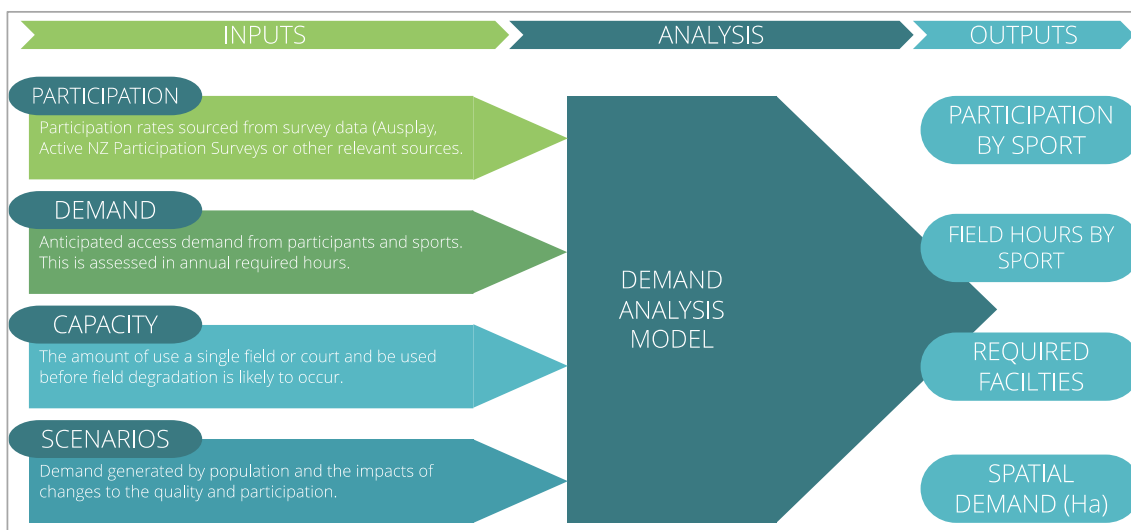 INPUTS
ANALYSIS
OUTPUTS
PARTICIPATION
Participation rates sourced from survey data (Ausplay,
Active NZ Participation Surveys or other relevant sources.
DEMAND
Anticipated access demand from participants and sports.
This is assessed in annual required hours.
CAPACITY
The amount of use a single field or court and be used
before field degradation is likely to occur.
SCENARIOS
Demand generated by population and the impacts of
changes to the quality and participation.
DEMAND
ANALYSIS
MODEL
PARTICIPATION
BY SPORT
FIELD HOURS BY
SPORT
REQUIRED
FACILTIES
SPATIAL
DEMAND (Ha)